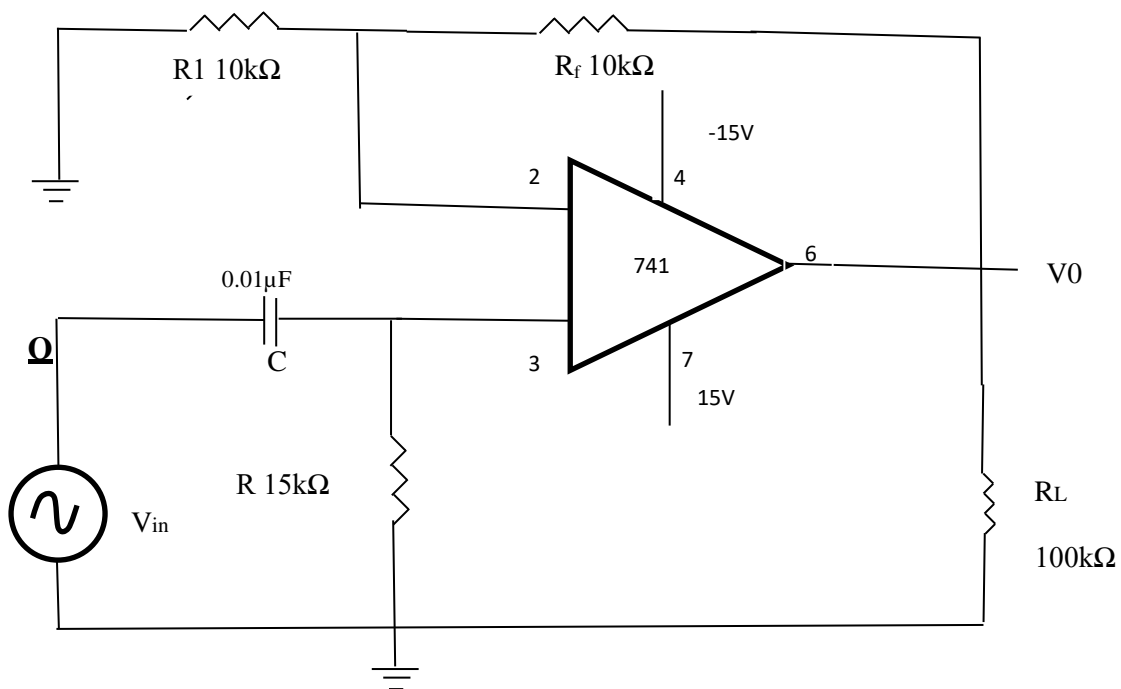 R1 10kΩ
Rf 10kΩ
-15V
2
4
741
6
V0
0.01µF
C
Q
3
7
15V
R 15kΩ
Vin
RL
100kΩ